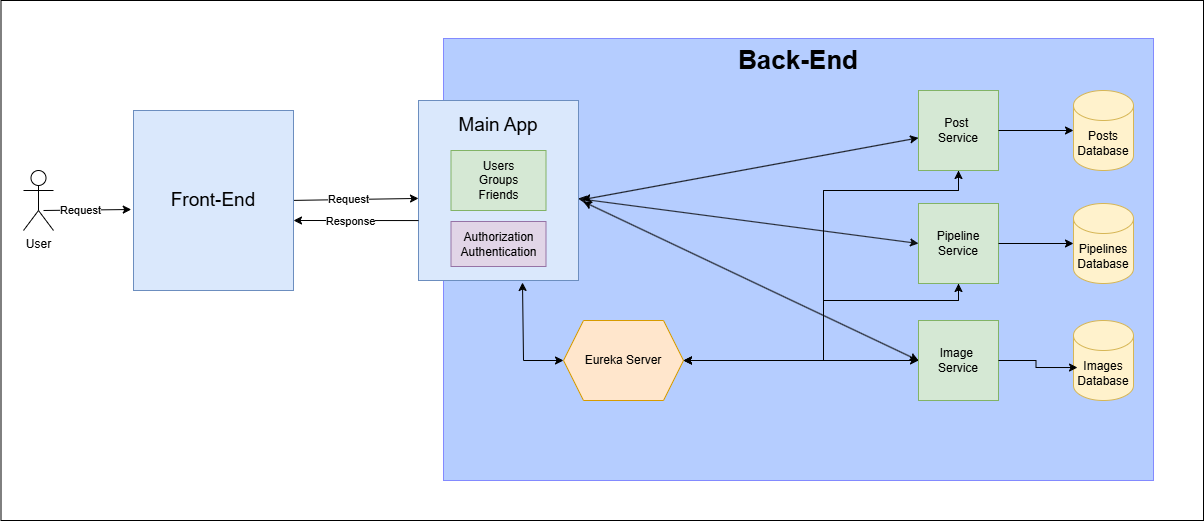 Back-End
Main App
Users
Groups
Friends
Authorization
Authentication
Front-End
Request
User
Request
Response
Eureka Server
Post
Service
Posts
Database
Pipeline
Service
Pipelines
Database
Image
Service
Images
Database